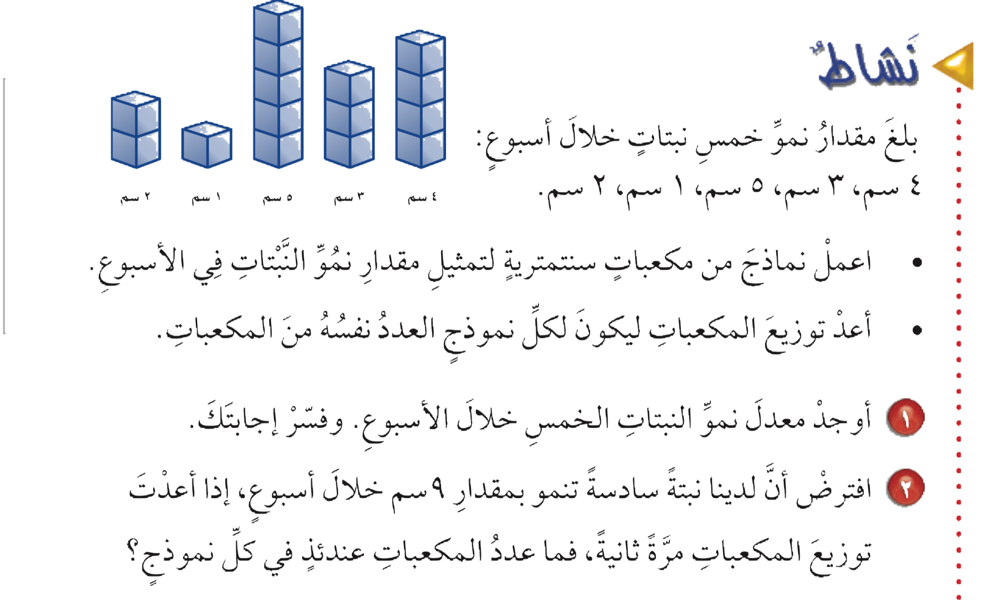 نَشاطٌ
بلغَ مقدارُ نموِّ خمسِ نبتاتٍ خلالَ أسبوعٍ:
٤ سم، ٣ سم، ٥ سم، ١ سم، ٢ سم.
٤ سم ٣ سم ٥ سم ١ سم ٢ سم
• اعملْ نماذجَ من مكعباتٍ سنتمتريةٍ لتمثيلِ مقدارِ نمُوِّ النَّبْتاتِ فِي الأسبوعِ.
• أعدْ توزيعَ المكعباتِ ليكونَ لكلِّ نموذجٍ العددُ نفسُهُ منَ المكعباتِ.
١ أوجدْ معدلَ نموِّ النبتاتِ الخمسِ خلالَ الأسبوعِ. وفسّرْ إجابتَكَ.
٢ افترضْ أنَّ لدينا نبتةً سادسةً تنمو بمقدارِ ٩ سم خلالَ أسبوعٍ، إذا أعدْتَ
توزيعَ المكعباتِ مرَّةً ثانيةً، فما عددُ المكعباتِ عندئذٍ في كلِّ نموذجٍ؟